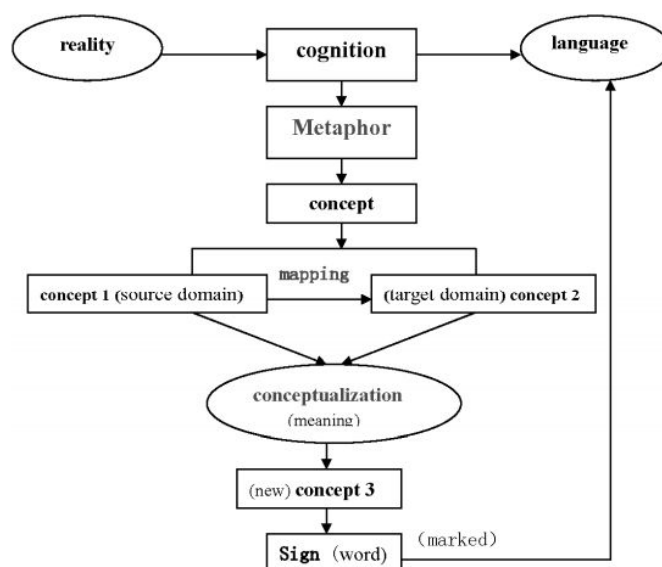 reality
cognition
language
Metaphor
concept
mapping
concept 1 (source domain)
(target domain) concept 2
conceptualization
(meaning)
(new) concept 3
Sign (word)
(marked)